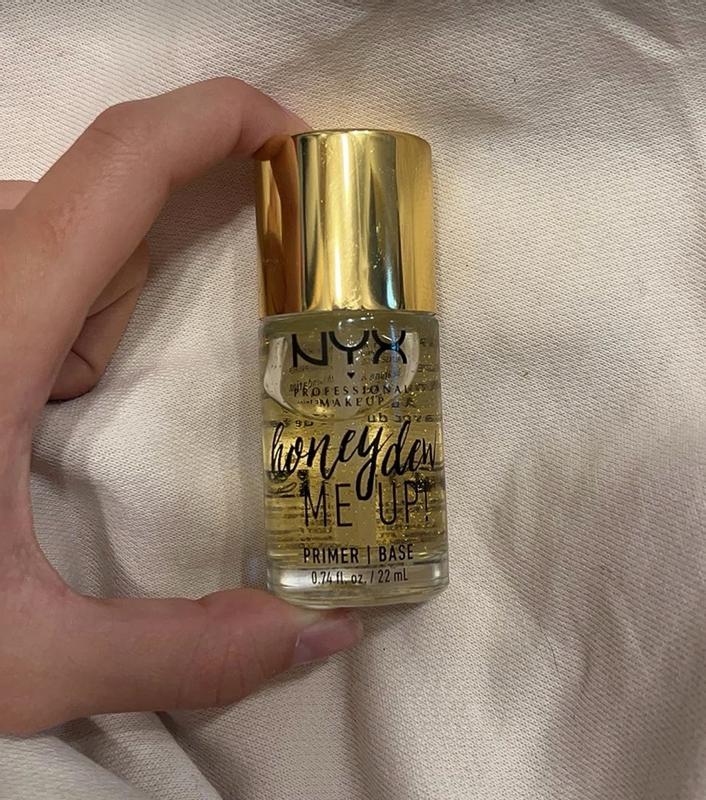 NYX
PROFESSIONAL
MAKEUP
honeydew
ME UP!
PRIMER | BASE
0.74 fl. oz. / 22 mL